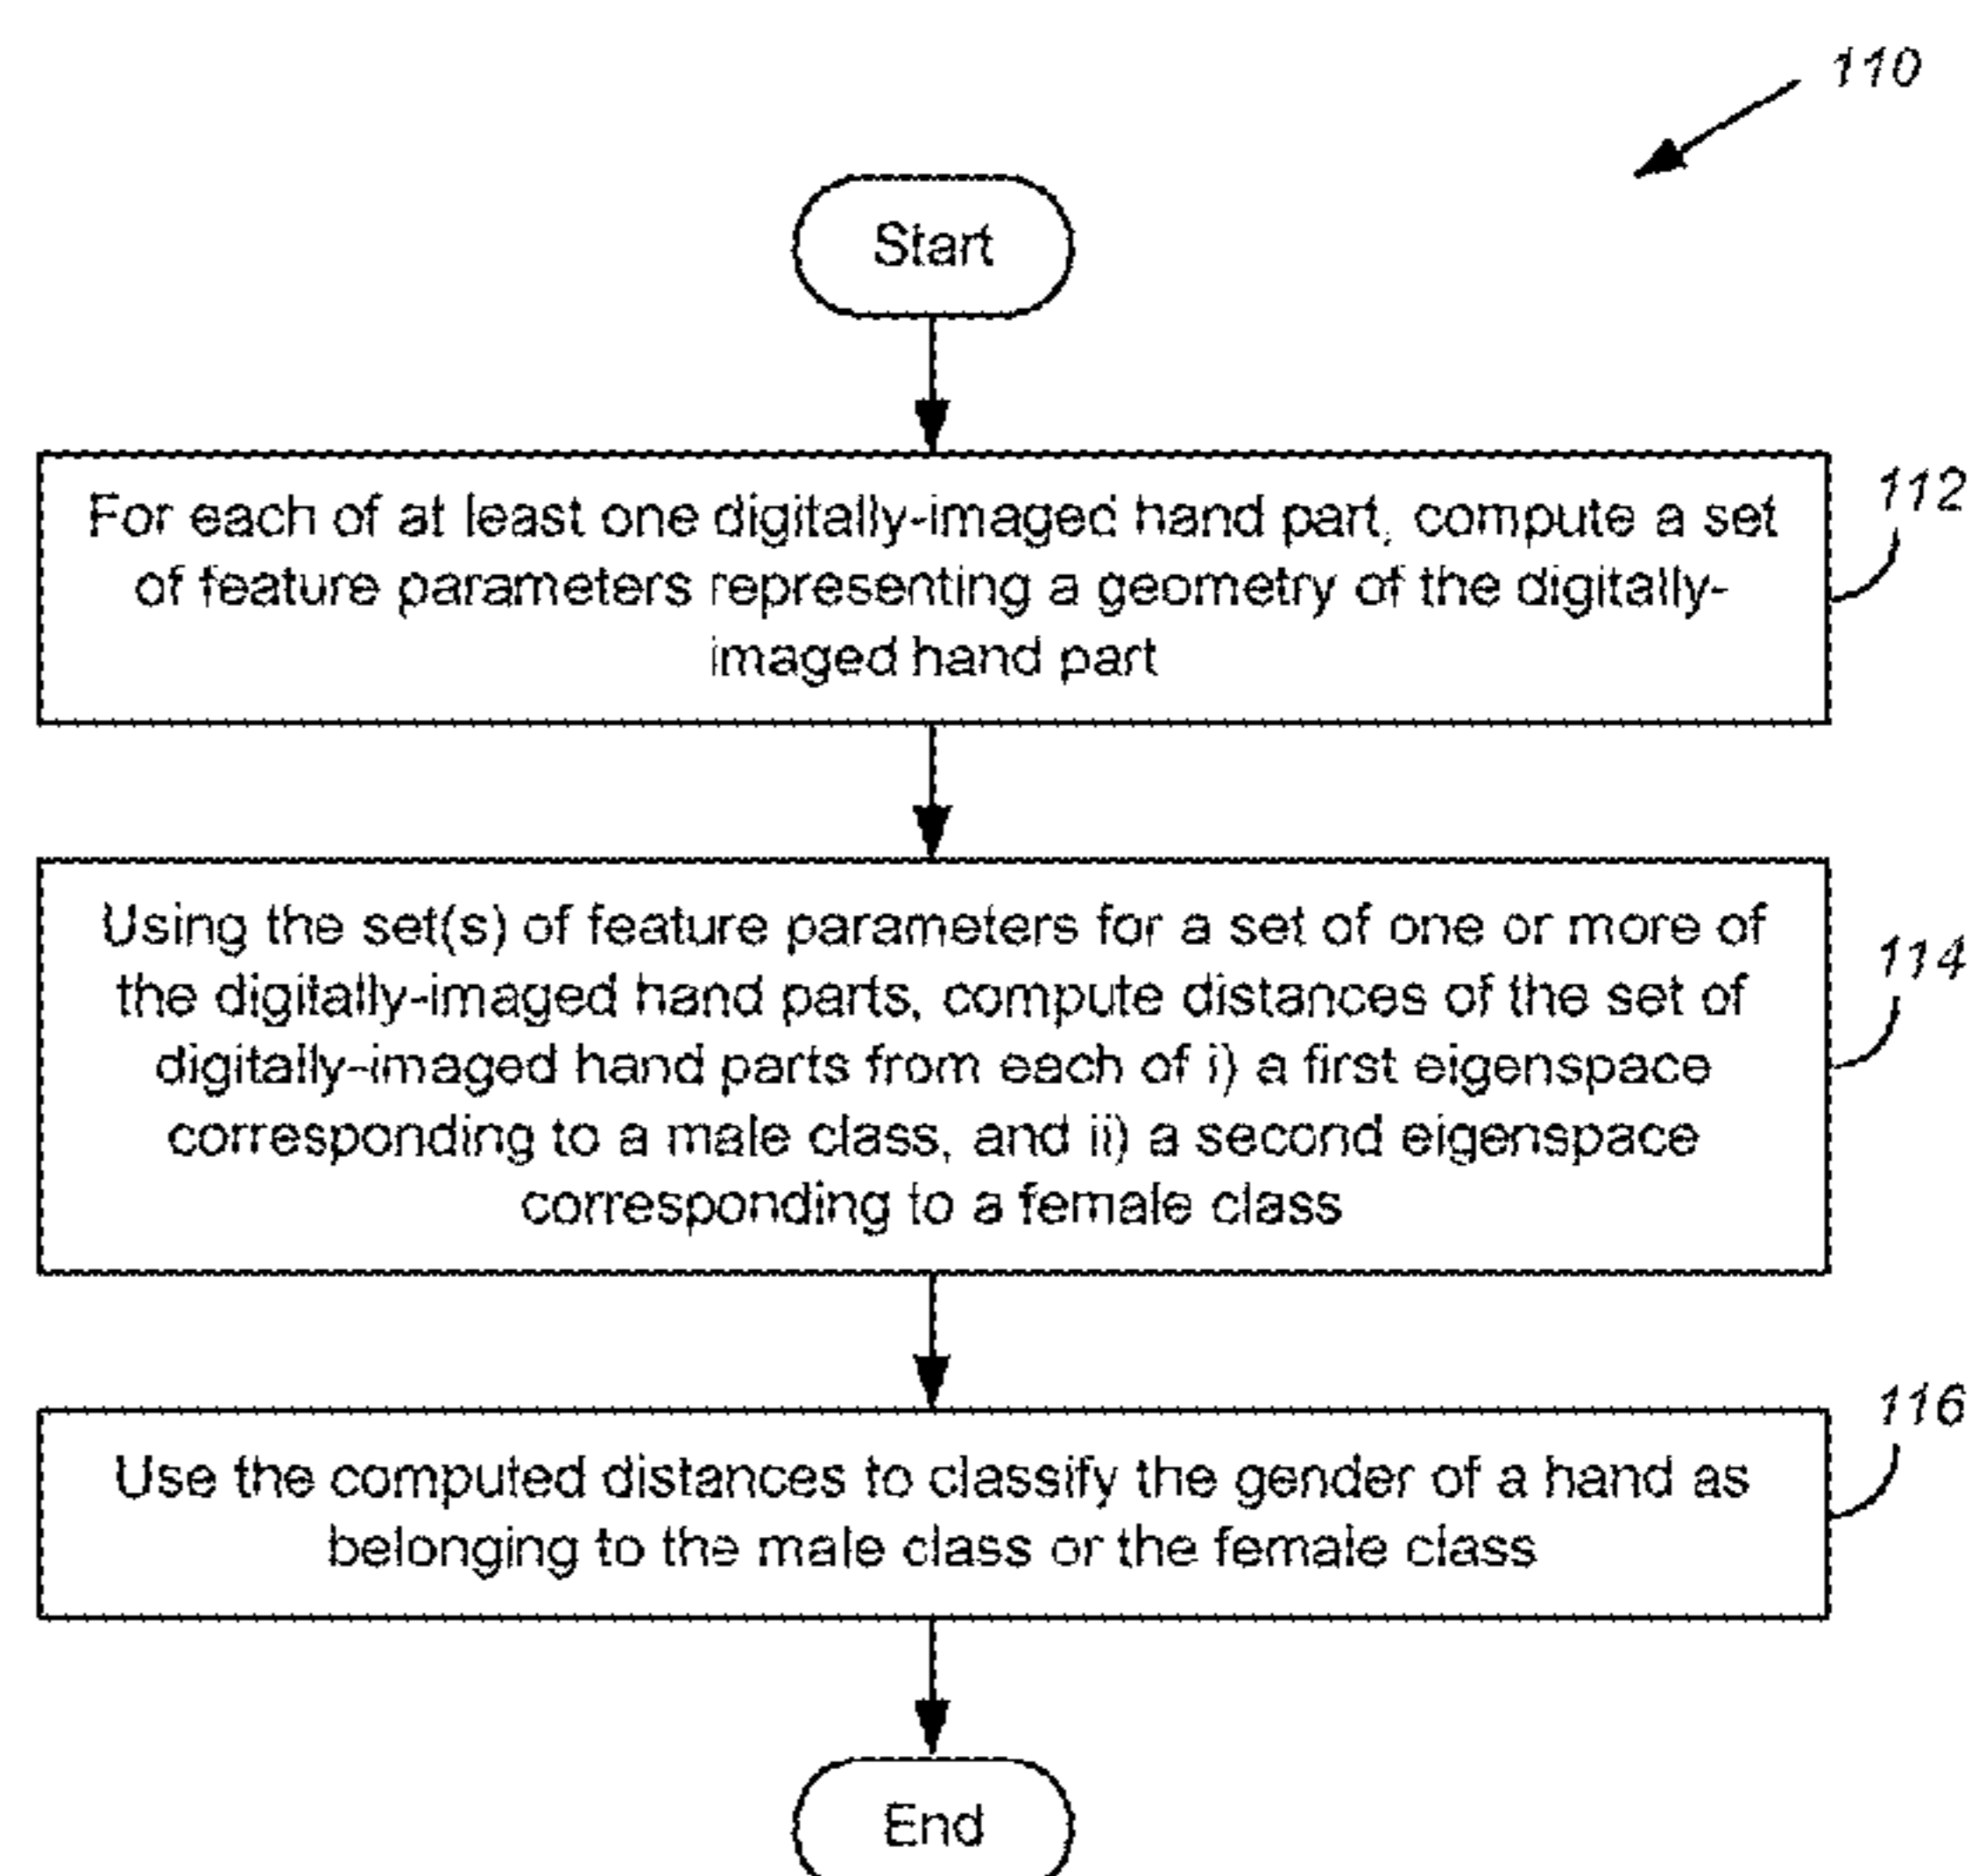 110
Start
For each of at least one digitally-imaged hand part, compute a set
of feature parameters representing a geometry of the digitally-
imaged hand part
112
Using the set(s) of feature parameters for a set of one or more of
the digitally-imaged hand parts, compute distances of the set of
digitally-imaged hand parts from each of i) a first eigenspace
corresponding to a male class, and ii) a second eigenspace
corresponding to a female class
114
Use the computed distances to classify the gender of a hand as
belonging to the male class or the female class
116
End